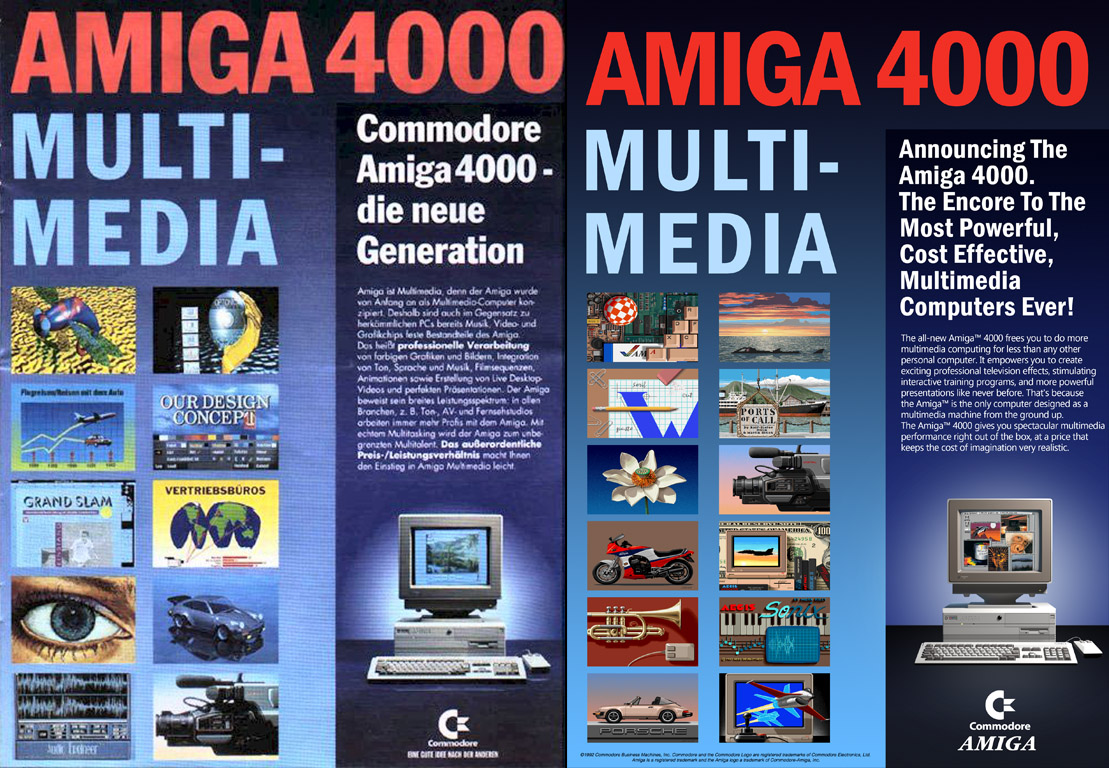 AMIGA 4000
MULTI-
MEDIA
Commodore
Amiga 4000 -
die neue
Generation
Amiga ist Multimedia, denn der Amiga wurde
von Anfang an als Multimedia-Computer kon-
zipiert. Deshalb sind auch im Gegensatz zu
herkömmlichen PCs bereits Musik, Video- und
Grafikchips feste Bestandteile des Amiga.
Das heißt professionelle Verarbeitung
von farbigen Grafiken und Bildern, Integration
von Ton, Sprache und Musik, Filmsequenzen,
Animationen sowie Erstellung von Live Desktop-
Videos und perfekten Präsentationen. Der Amiga
beweist sein breites Leistungsspektrum: in allen
Branchen, z. B. Ton-, AV- und Fernsehstudios
arbeiten immer mehr Profis mit dem Amiga. Mit
echtem Multitasking wird der Amiga zum unbe-
grenzten Multitalent. Das außerordentliche
Preis-/Leistungsverhältnis macht Ihnen
den Einstieg in Amiga Multimedia leicht.
Flugreisen/Reisen mit dem Auto
OUR DESIGN
CONCEPT
GRAND SLAM
VERTRIEBSBÜROS
Audio Engineer
Commodore
EINE GUTE IDEE NACH DER ANDEREN
AMIGA 4000
MULTI-
MEDIA
Announcing The
Amiga 4000.
The Encore To The
Most Powerful,
Cost Effective,
Multimedia
Computers Ever!
The all-new Amiga™ 4000 frees you to do more
multimedia computing for less than any other
personal computer. It empowers you to create
exciting professional television effects, stimulating
interactive training programs, and more powerful
presentations like never before. That's because
the Amiga™ is the only computer designed as a
multimedia machine from the ground up.
The Amiga™ 4000 gives you spectacular multimedia
performance right out of the box, at a price that
keeps the cost of imagination very realistic.
PORTS
OF CALL
100
AEGIS
Sonix
PORSCHE
Commodore
AMIGA
©1992 Commodore Business Machines, Inc. Commodore and the Commodore Logo are registered trademarks of Commodore Electronics, Ltd.
Amiga is a registered trademark and the Amiga logo a trademark of Commodore-Amiga, Inc.